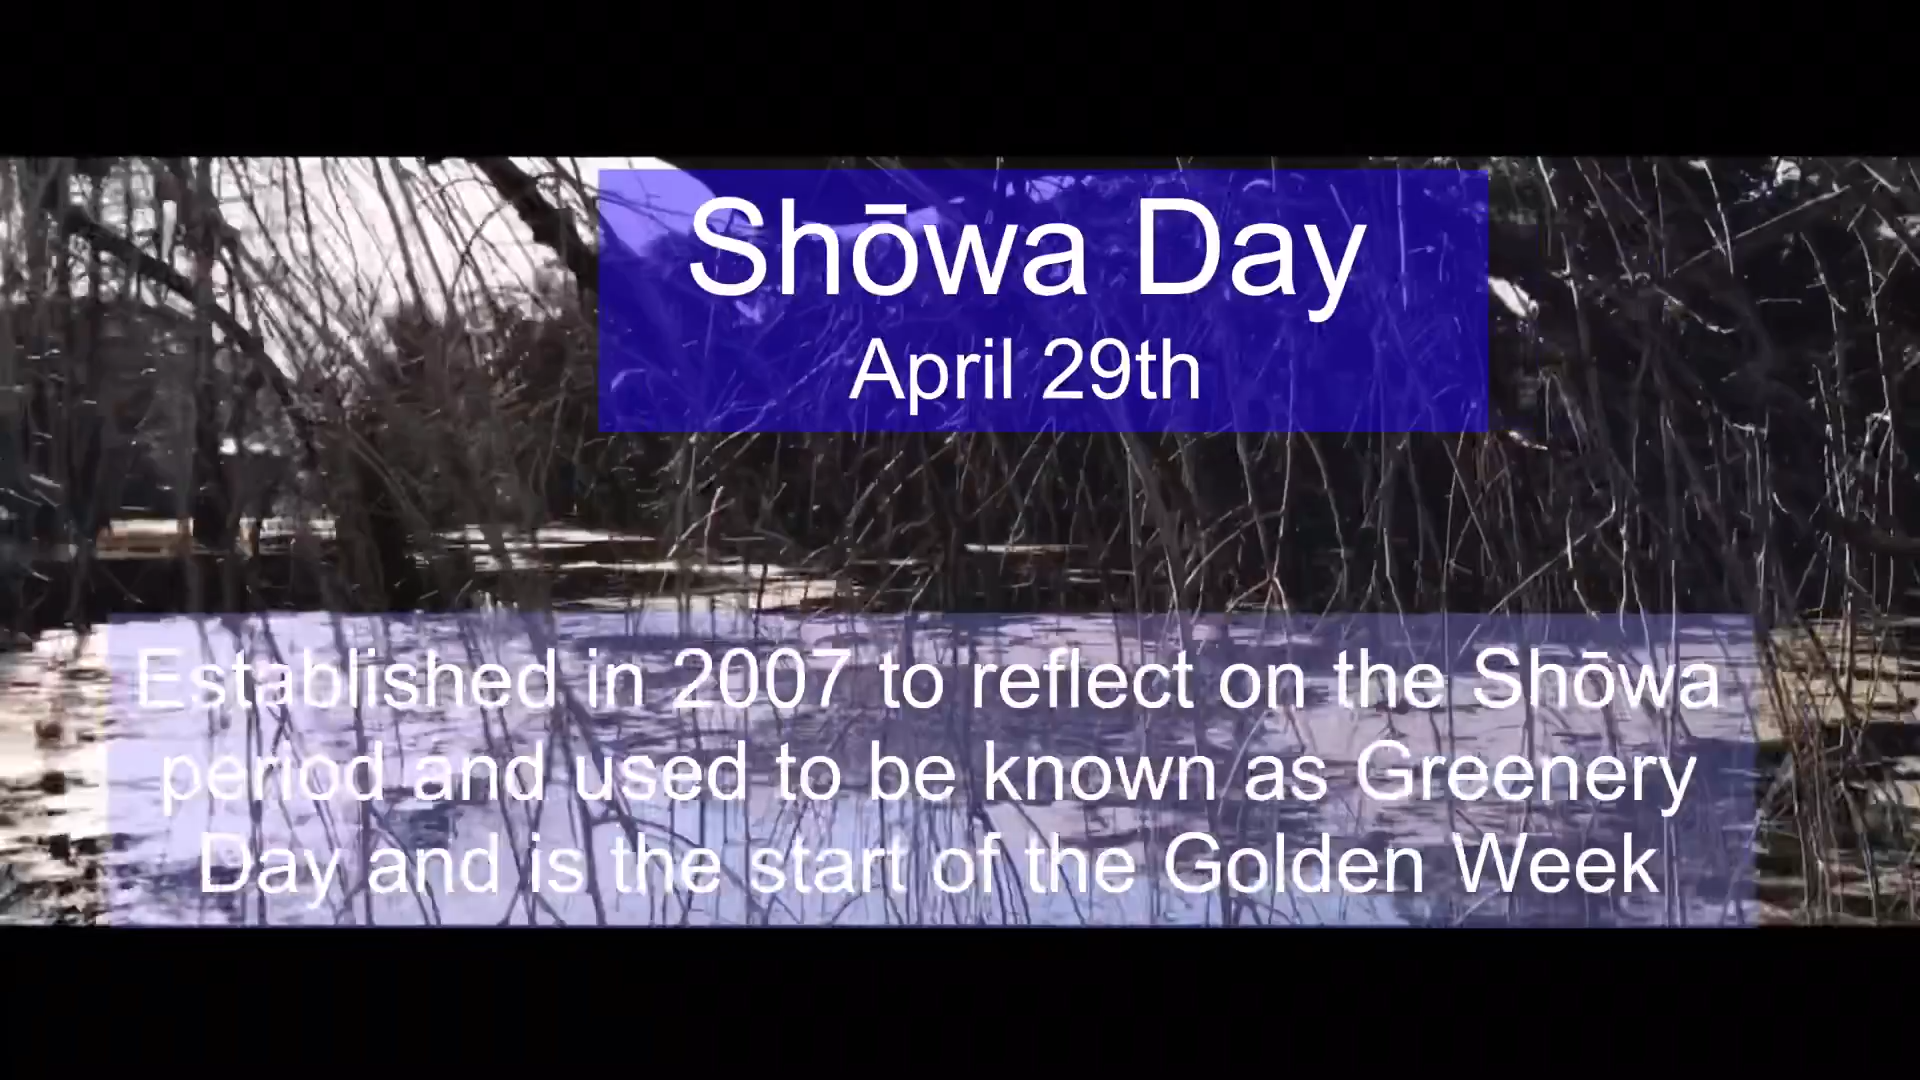 Shōwa Day
April 29th
Established in 2007 to reflect on the Shōwa
period and used to be known as Greenery
Day and is the start of the Golden Week